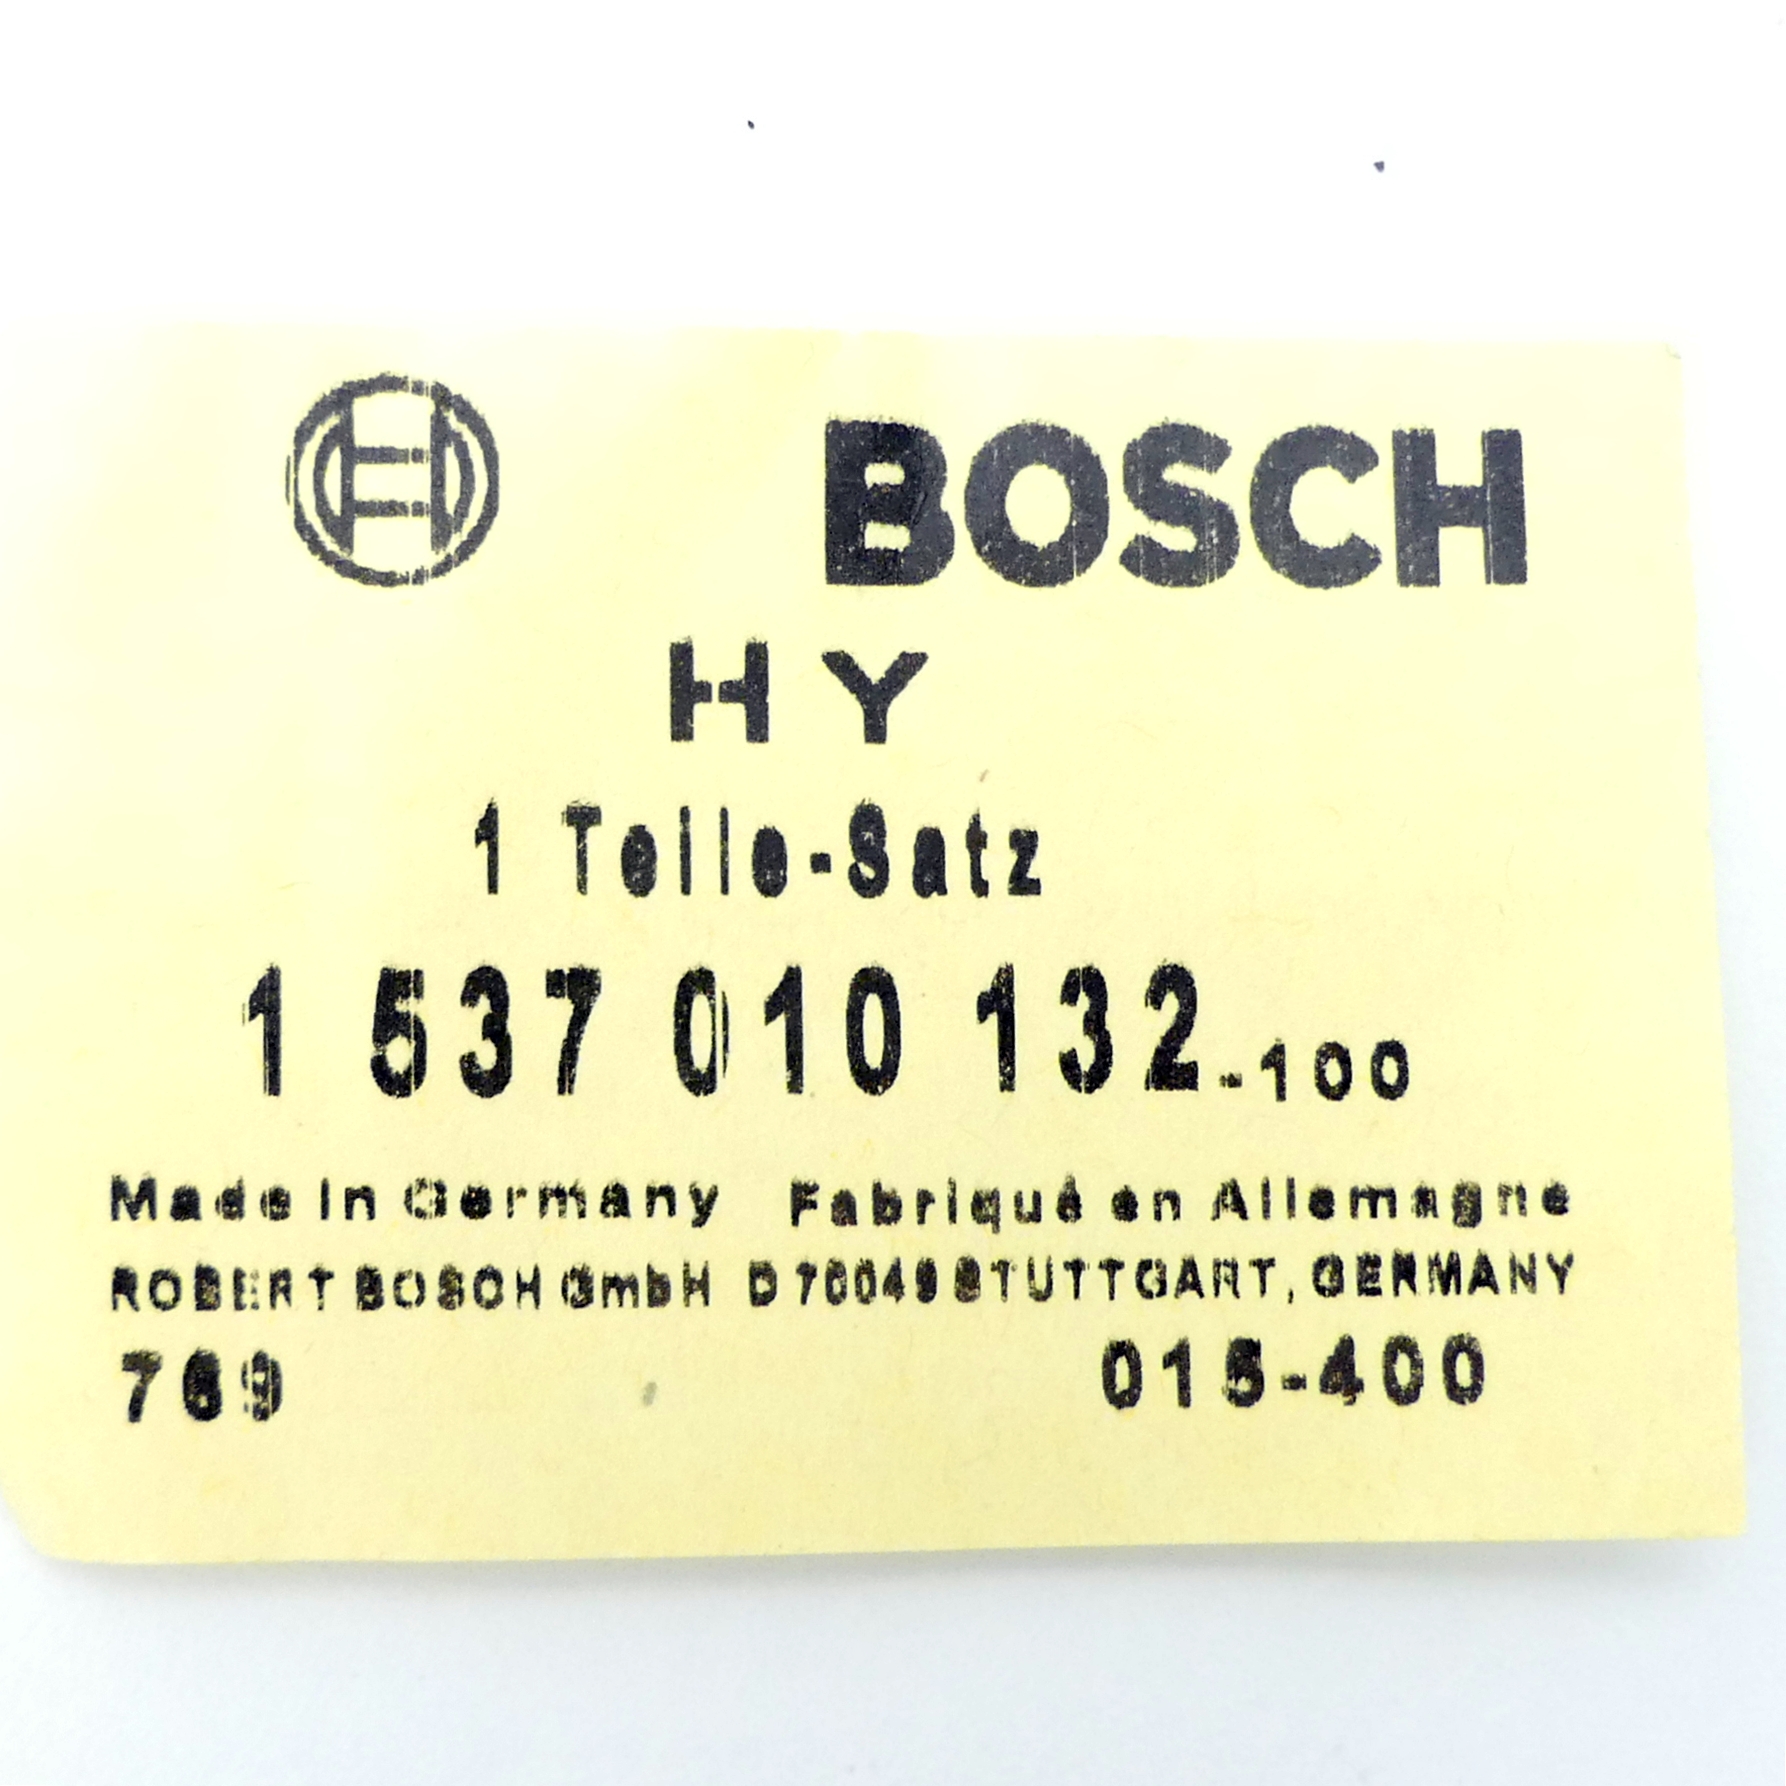 BOSCH
HY
1 Teile-Satz
1 537 010 132-100
Made in Germany Fabriqué en Allemagne
ROBERT BOSCH GmbH D 70049 STUTTGART, GERMANY
769 015-400